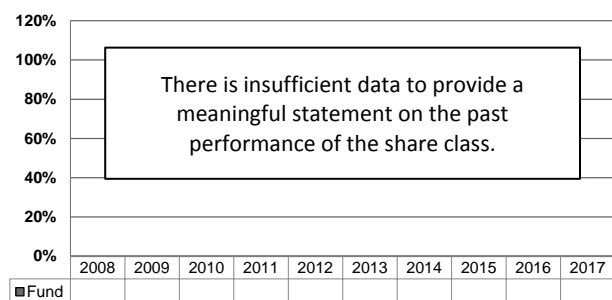 120%
100%
80%
60%
40%
20%
0%
There is insufficient data to provide a
meaningful statement on the past
performance of the share class.
2008 2009 2010 2011 2012 2013 2014 2015 2016 2017
Fund